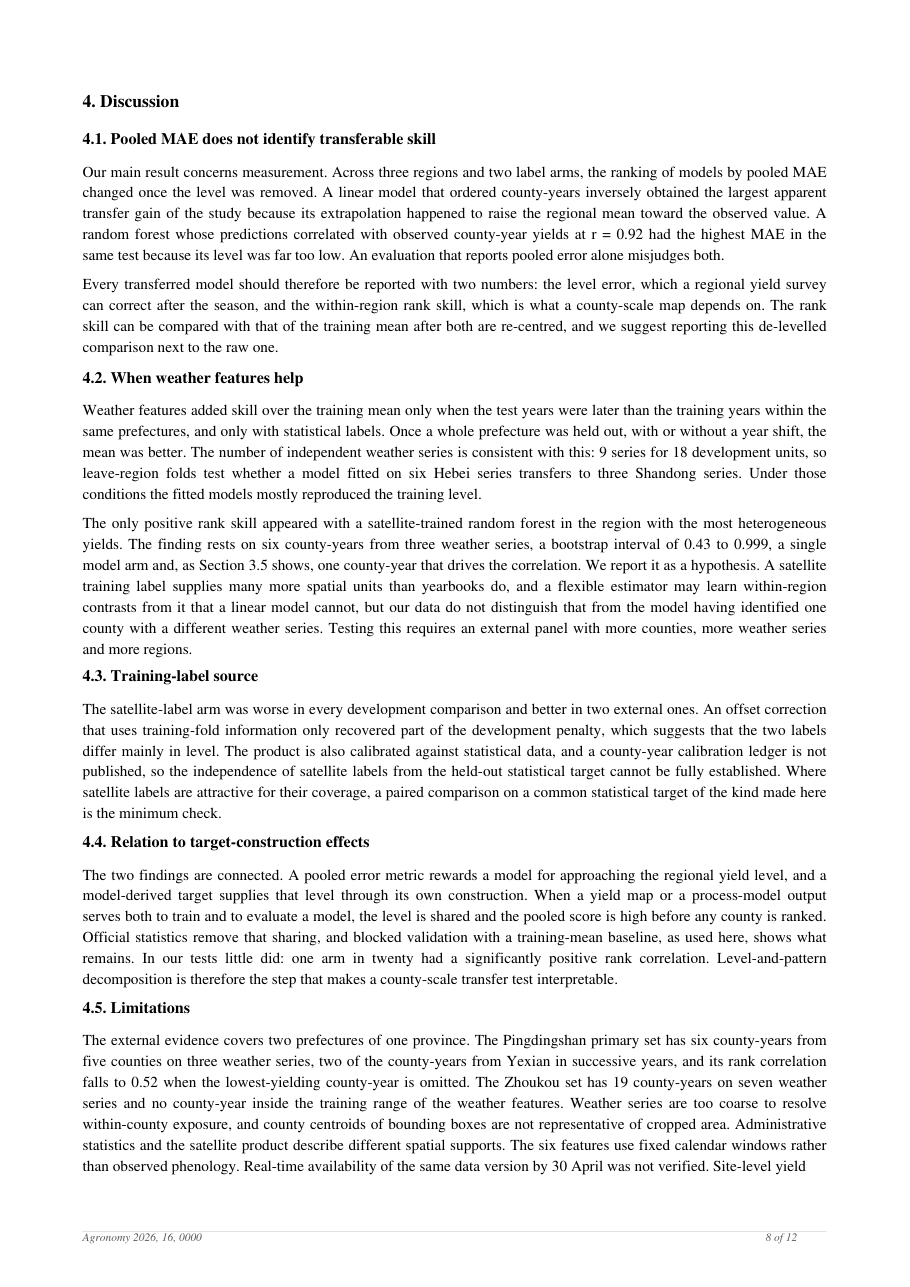 4. Discussion
4.1. Pooled MAE does not identify transferable skill
Our main result concerns measurement. Across three regions and two label arms, the ranking of models by pooled MAE
changed once the level was removed. A linear model that ordered county-years inversely obtained the largest apparent
transfer gain of the study because its extrapolation happened to raise the regional mean toward the observed value. A
random forest whose predictions correlated with observed county-year yields at r = 0.92 had the highest MAE in the
same test because its level was far too low. An evaluation that reports pooled error alone misjudges both.
Every transferred model should therefore be reported with two numbers: the level error, which a regional yield survey
can correct after the season, and the within-region rank skill, which is what a county-scale map depends on. The rank
skill can be compared with that of the training mean after both are re-centred, and we suggest reporting this de-levelled
comparison next to the raw one.
4.2. When weather features help
Weather features added skill over the training mean only when the test years were later than the training years within the
same prefectures, and only with statistical labels. Once a whole prefecture was held out, with or without a year shift, the
mean was better. The number of independent weather series is consistent with this: 9 series for 18 development units, so
leave-region folds test whether a model fitted on six Hebei series transfers to three Shandong series. Under those
conditions the fitted models mostly reproduced the training level.
The only positive rank skill appeared with a satellite-trained random forest in the region with the most heterogeneous
yields. The finding rests on six county-years from three weather series, a bootstrap interval of 0.43 to 0.999, a single
model arm and, as Section 3.5 shows, one county-year that drives the correlation. We report it as a hypothesis. A satellite
training label supplies many more spatial units than yearbooks do, and a flexible estimator may learn within-region
contrasts from it that a linear model cannot, but our data do not distinguish that from the model having identified one
county with a different weather series. Testing this requires an external panel with more counties, more weather series
and more regions.
4.3. Training-label source
The satellite-label arm was worse in every development comparison and better in two external ones. An offset correction
that uses training-fold information only recovered part of the development penalty, which suggests that the two labels
differ mainly in level. The product is also calibrated against statistical data, and a county-year calibration ledger is not
published, so the independence of satellite labels from the held-out statistical target cannot be fully established. Where
satellite labels are attractive for their coverage, a paired comparison on a common statistical target of the kind made here
is the minimum check.
4.4. Relation to target-construction effects
The two findings are connected. A pooled error metric rewards a model for approaching the regional yield level, and a
model-derived target supplies that level through its own construction. When a yield map or a process-model output
serves both to train and to evaluate a model, the level is shared and the pooled score is high before any county is ranked.
Official statistics remove that sharing, and blocked validation with a training-mean baseline, as used here, shows what
remains. In our tests little did: one arm in twenty had a significantly positive rank correlation. Level-and-pattern
decomposition is therefore the step that makes a county-scale transfer test interpretable.
4.5. Limitations
The external evidence covers two prefectures of one province. The Pingdingshan primary set has six county-years from
five counties on three weather series, two of the county-years from Yexian in successive years, and its rank correlation
falls to 0.52 when the lowest-yielding county-year is omitted. The Zhoukou set has 19 county-years on seven weather
series and no county-year inside the training range of the weather features. Weather series are too coarse to resolve
within-county exposure, and county centroids of bounding boxes are not representative of cropped area. Administrative
statistics and the satellite product describe different spatial supports. The six features use fixed calendar windows rather
than observed phenology. Real-time availability of the same data version by 30 April was not verified. Site-level yield
Agronomy 2026, 16, 0000
8 of 12